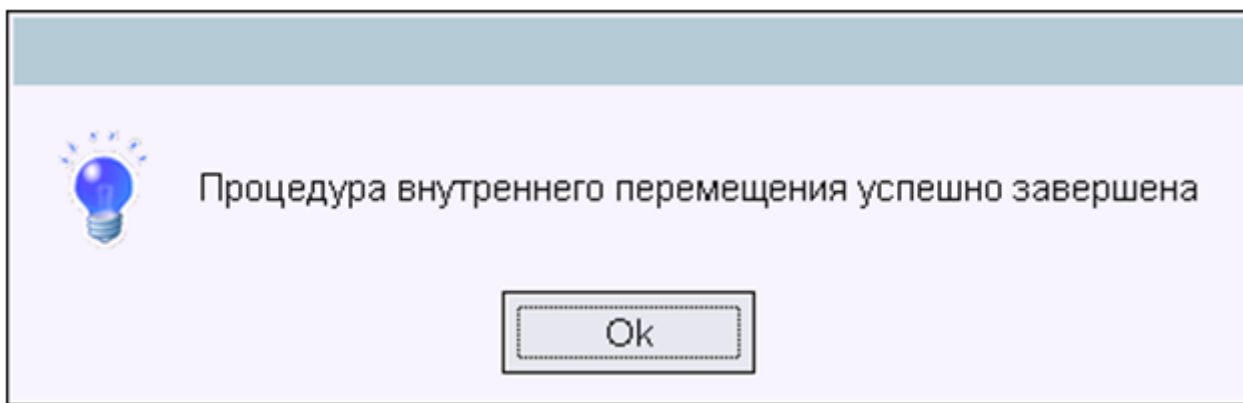 Процедура внутреннего перемещения успешно завершена
Ok